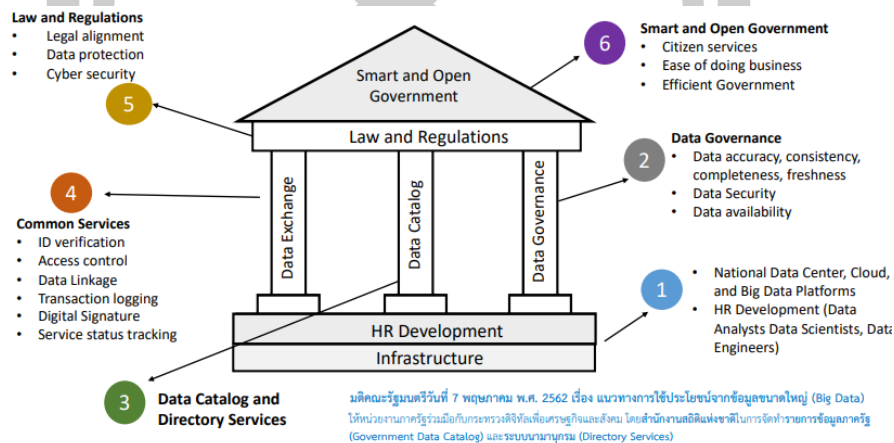 Law and Regulations
• Legal alignment
• Data protection
• Cyber security
5
Smart and Open Government
• Citizen services
• Ease of doing business
• Efficient Government
6
Smart and Open
Government
Law and Regulations
Data Exchange
Data Catalog
Data Governance
HR Development
Infrastructure
Data Governance
• Data accuracy, consistency,
completeness, freshness
• Data Security
• Data availability
2
4
Common Services
• ID verification
• Access control
• Data Linkage
• Transaction logging
• Digital Signature
• Service status tracking
1
• National Data Center, Cloud,
and Big Data Platforms
• HR Development (Data
Analysts Data Scientists, Data
Engineers)
3
Data Catalog and
Directory Services
มติคณะรัฐมนตรีวันที่ 7 พฤษภาคม พ.ศ. 2562 เรื่อง แนวทางการใช้ประโยชน์จากข้อมูลขนาดใหญ่ (Big Data)
ให้หน่วยงานภาครัฐร่วมมือกับกระทรวงดิจิทัลเพื่อเศรษฐกิจและสังคม โดยสำนักงานสถิติแห่งชาติในการจัดทำรายการข้อมูลภาครัฐ
(Government Data Catalog) และระบบนามานุกรม (Directory Services)